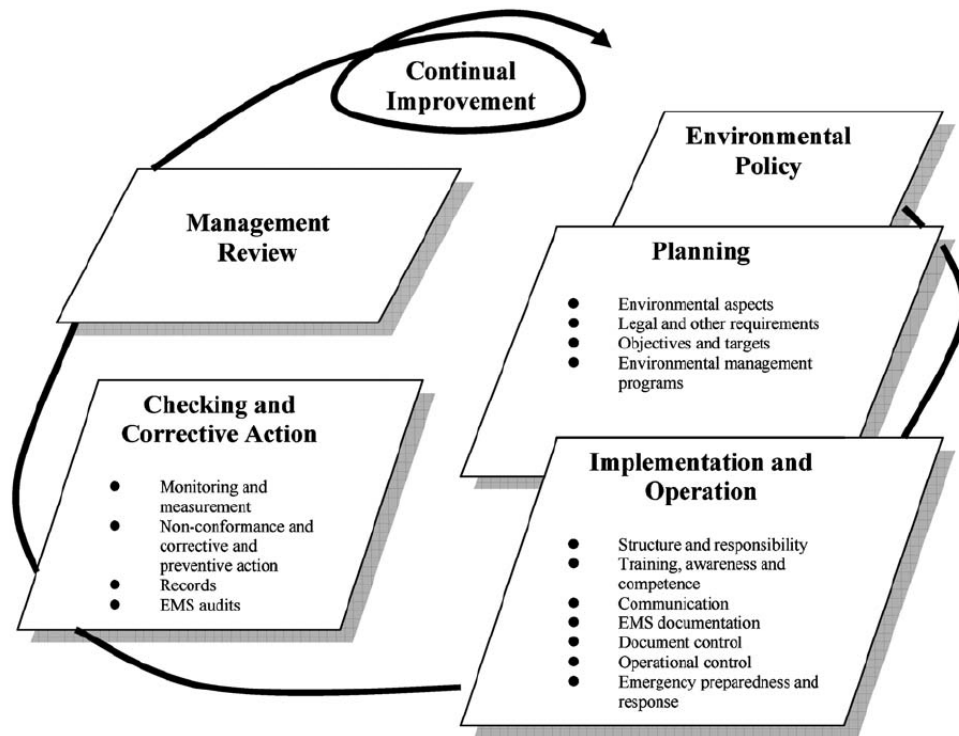 Continual
Improvement
Environmental
Policy
Management
Review
Planning
● Environmental aspects
● Legal and other requirements
● Objectives and targets
● Environmental management
programs
Checking and
Corrective Action
● Monitoring and
measurement
● Non-conformance and
corrective and
preventive action
● Records
● EMS audits
Implementation and
Operation
● Structure and responsibility
● Training, awareness and
competence
● Communication
● EMS documentation
● Document control
● Operational control
● Emergency preparedness and
response